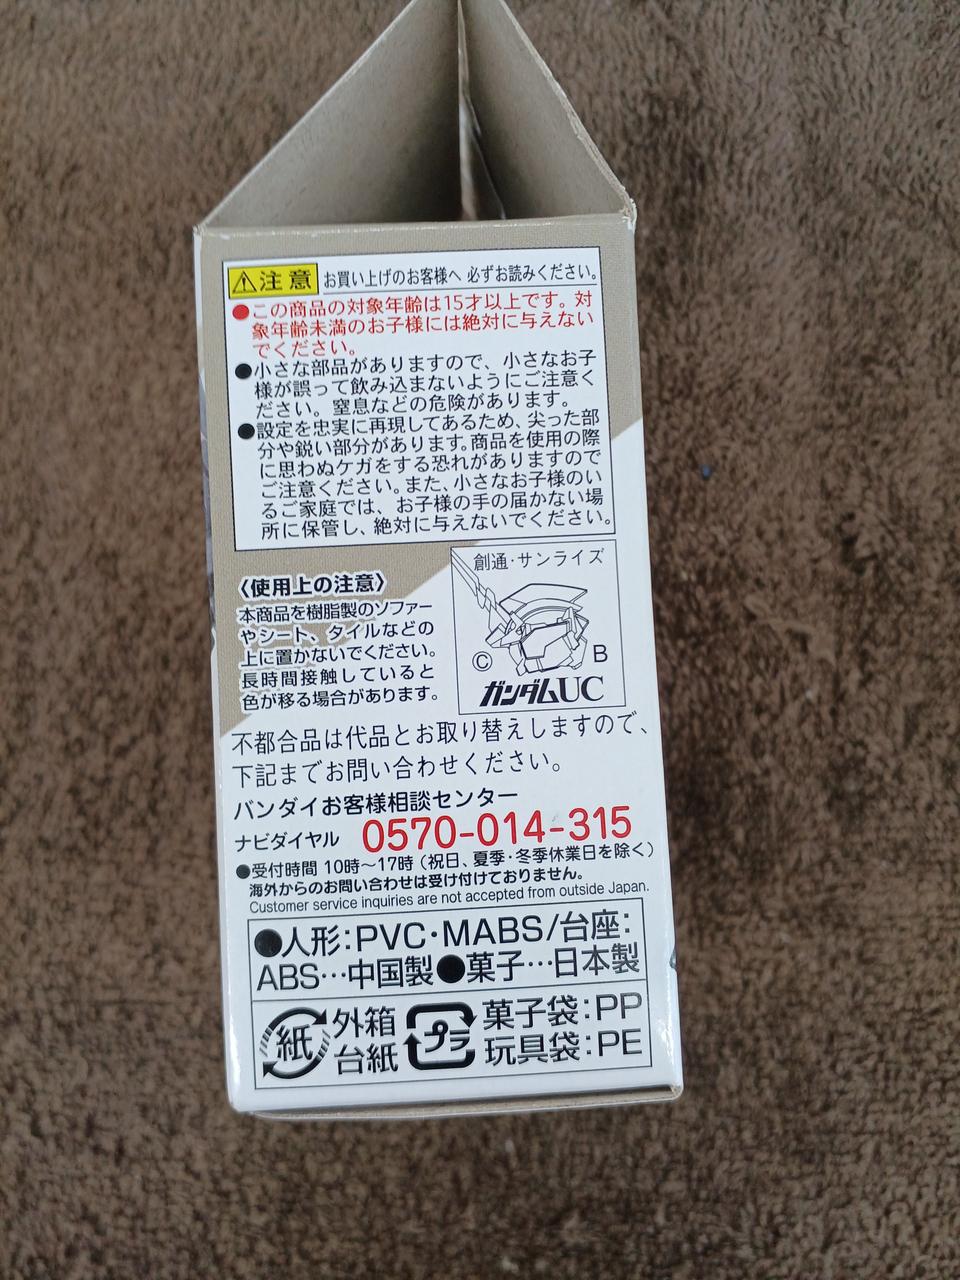 ⚠注意 お買い上げのお客様へ 必ずお読みください。
●この商品の対象年齢は15才以上です。対
象年齢未満のお子様には絶対に与えない
でください。
●小さな部品がありますので、小さなお子
様が誤って飲み込まないようにご注意く
ださい。窒息などの危険があります。
●設定を忠実に再現してあるため、尖った部
分や鋭い部分があります。商品を使用の際
に思わぬケガをする恐れがありますので
ご注意ください。また、小さなお子様のい
るご家庭では、お子様の手の届かない場
所に保管し、絶対に与えないでください。
〈使用上の注意〉
本商品を樹脂製のソファー
やシート、タイルなどの
上に置かないでください。
長時間接触していると
色が移る場合があります。
創通・サンライズ
© B
ガンダムUC
不都合品は代品とお取り替えしますので、
下記までお問い合わせください。
バンダイお客様相談センター
ナビダイヤル 0570-014-315
●受付時間 10時～17時（祝日、夏季・冬季休業日を除く）
海外からのお問い合わせは受け付けておりません。
Customer service inquiries are not accepted from outside Japan.
●人形：PVC・MABS/台座：
ABS…中国製●菓子…日本製
紙 外箱
台紙
プラ 菓子袋：PP
玩具袋：PE